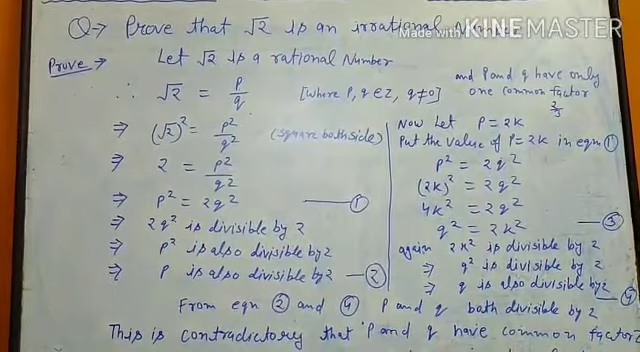 Q→ Prove that √2 is an irrational Number
Made with KINEMASTER
Prove → Let √2 is a rational Number
∴ √2 = p/q [Where P, q ∈ Z, q≠0]
and P and q have only
one common factor
⇒ (√2)² = p²/q² (square both side)
⇒ 2 = p²/q²
⇒ p² = 2q² —— ①
⇒ 2q² is divisible by 2
⇒ p² is also divisible by 2
⇒ p is also divisible by 2 — ②
Now Let P = 2K
Put the value of P = 2K in eqn ①
p² = 2q²
(2K)² = 2q²
4K² = 2q²
q² = 2K² —— ③
again 2K² is divisible by 2
⇒ q² is divisible by 2
⇒ q is also divisible by 2 — ④
From eqn ② and ④ P and q both divisible by 2
This is contradictory that P and q have common factor